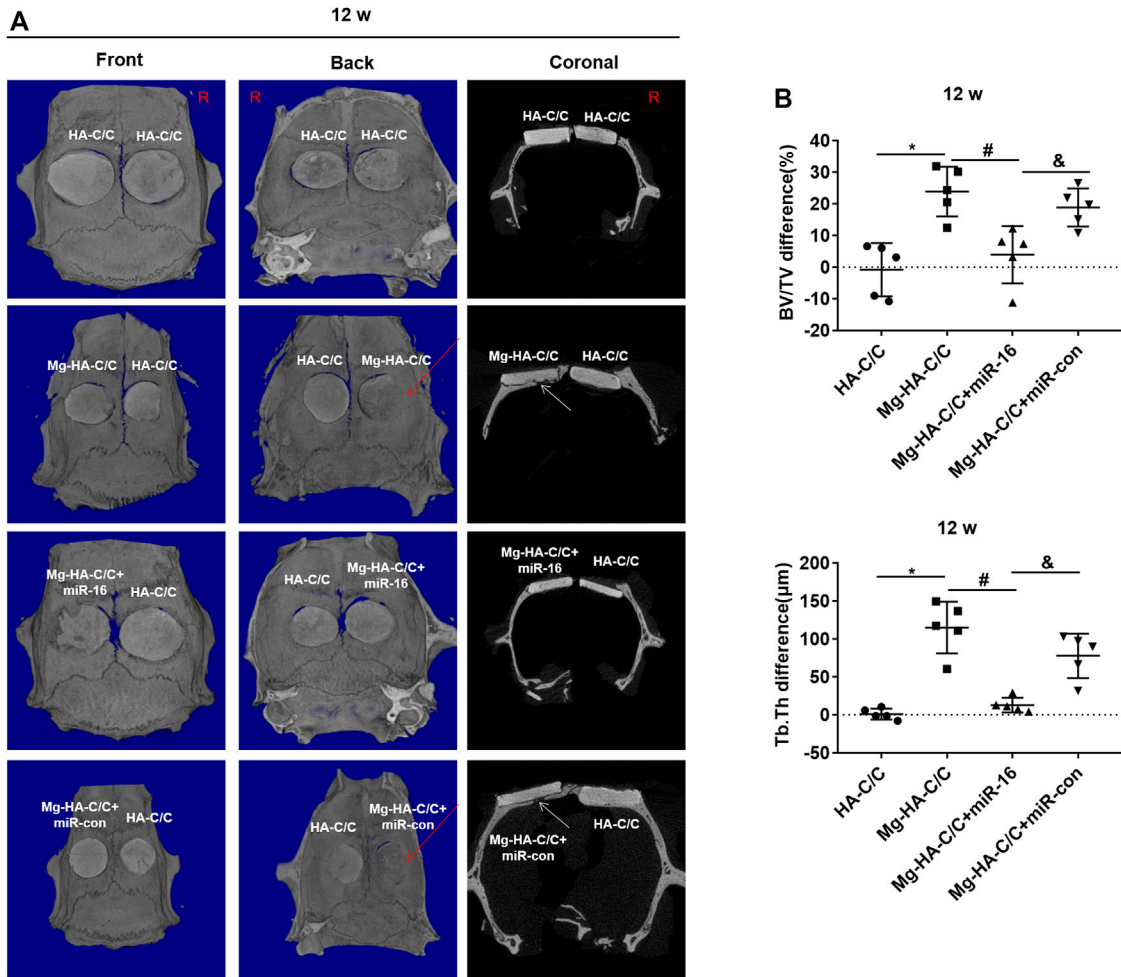 A
12 w
Front
Back
Coronal
R
HA-C/C
HA-C/C
R
HA-C/C
HA-C/C
R
HA-C/C
HA-C/C
Mg-HA-C/C
HA-C/C
HA-C/C
Mg-HA-C/C
Mg-HA-C/C
HA-C/C
Mg-HA-C/C+
miR-16
HA-C/C
HA-C/C
Mg-HA-C/C+
miR-16
Mg-HA-C/C+
miR-16
HA-C/C
Mg-HA-C/C+
miR-con
HA-C/C
HA-C/C
Mg-HA-C/C+
miR-con
Mg-HA-C/C+
miR-con
HA-C/C
B
12 w
BV/TV difference(%)
40
30
20
10
0
-10
-20
*
#
&
HA-C/C
Mg-HA-C/C
Mg-HA-C/C+miR-16
Mg-HA-C/C+miR-con
12 w
Tb.Th difference(μm)
200
150
100
50
0
-50
*
#
&
HA-C/C
Mg-HA-C/C
Mg-HA-C/C+miR-16
Mg-HA-C/C+miR-con